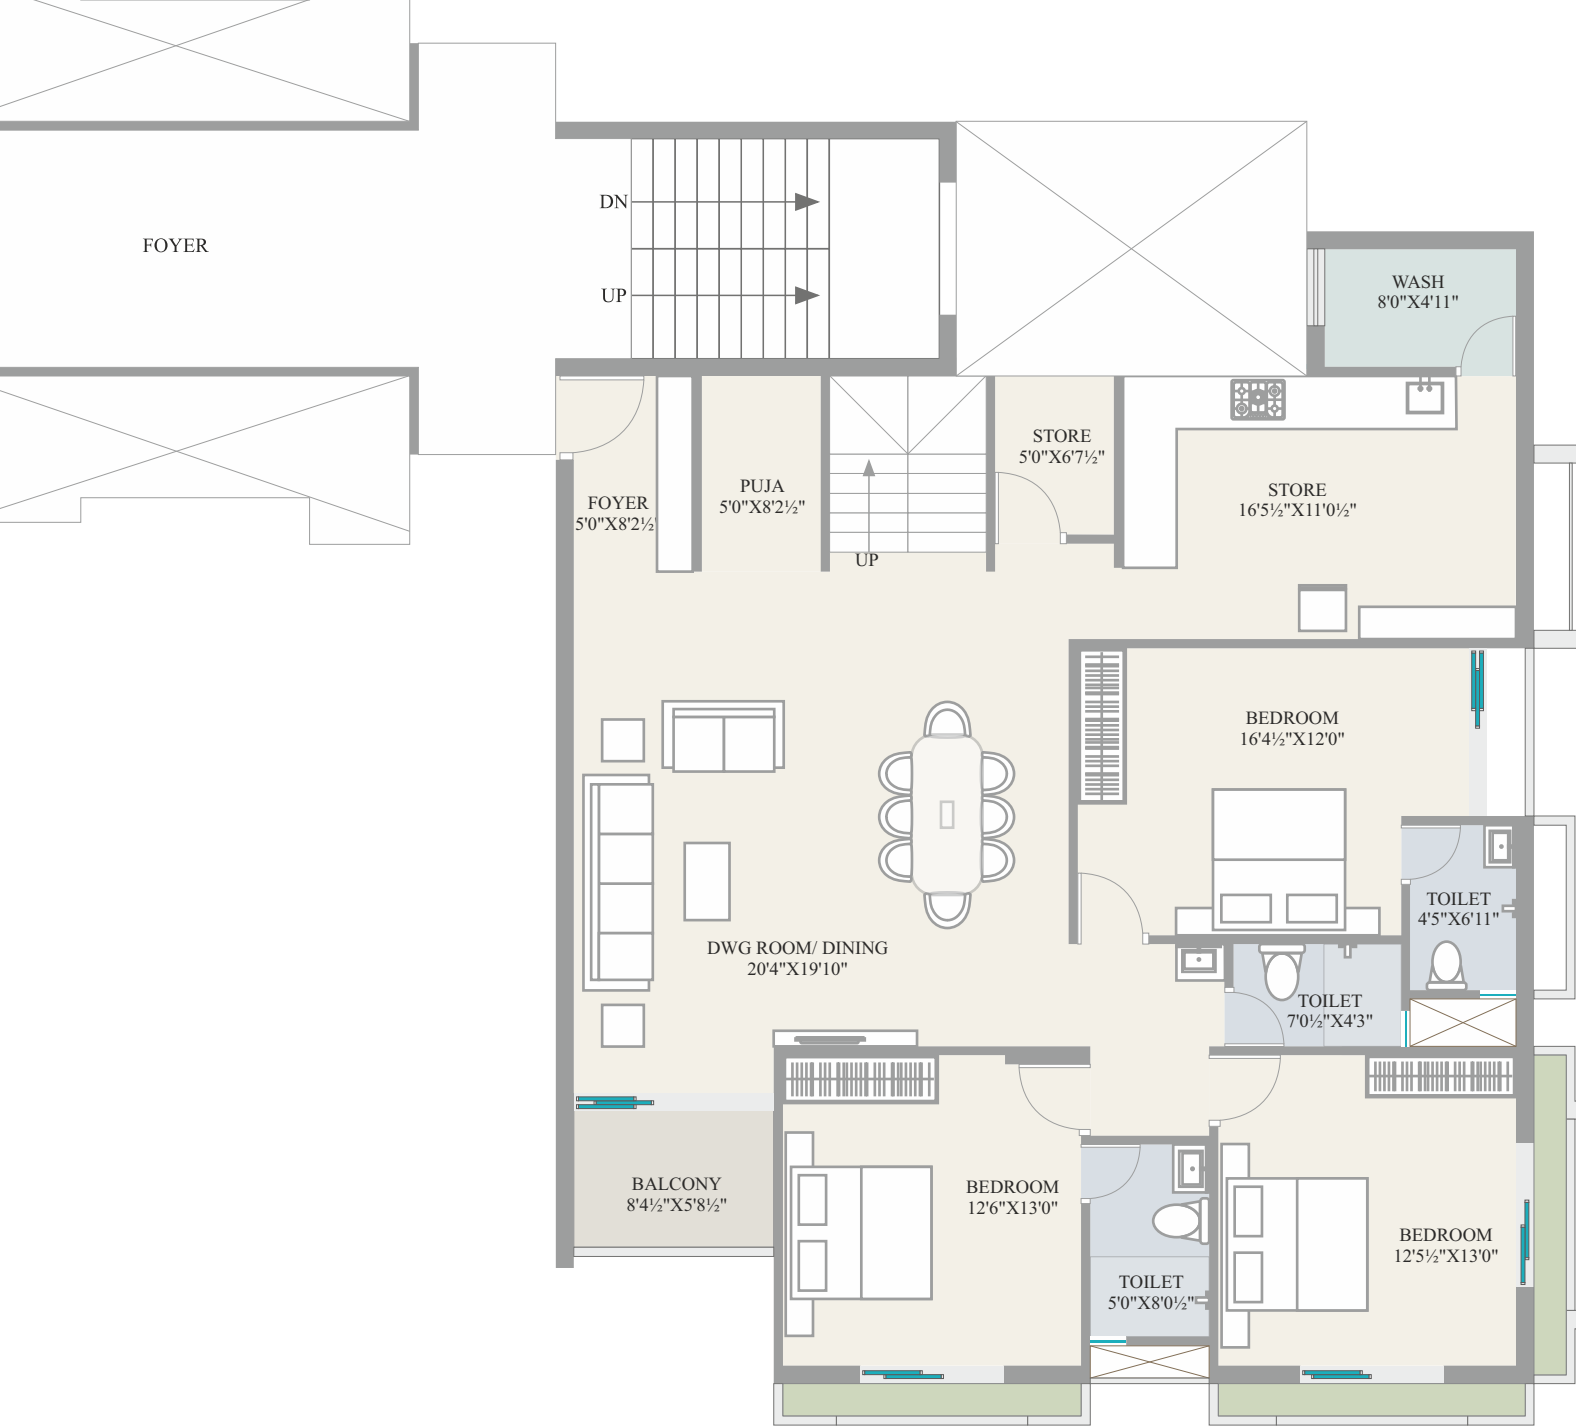 DN
FOYER
UP
WASH
8'0"X4'11"
STORE
5'0"X6'7½"
PUJA
5'0"X8'2½"
FOYER
5'0"X8'2½
STORE
16'5½"X11'0½"
UP
BEDROOM
16'4½"X12'0"
TOILET
4'5"X6'11"
DWG ROOM/ DINING
20'4"X19'10"
TOILET
7'0½"X4'3"
BALCONY
8'4½"X5'8½"
BEDROOM
12'6"X13'0"
BEDROOM
12'5½"X13'0"
TOILET
5'0"X8'0½"